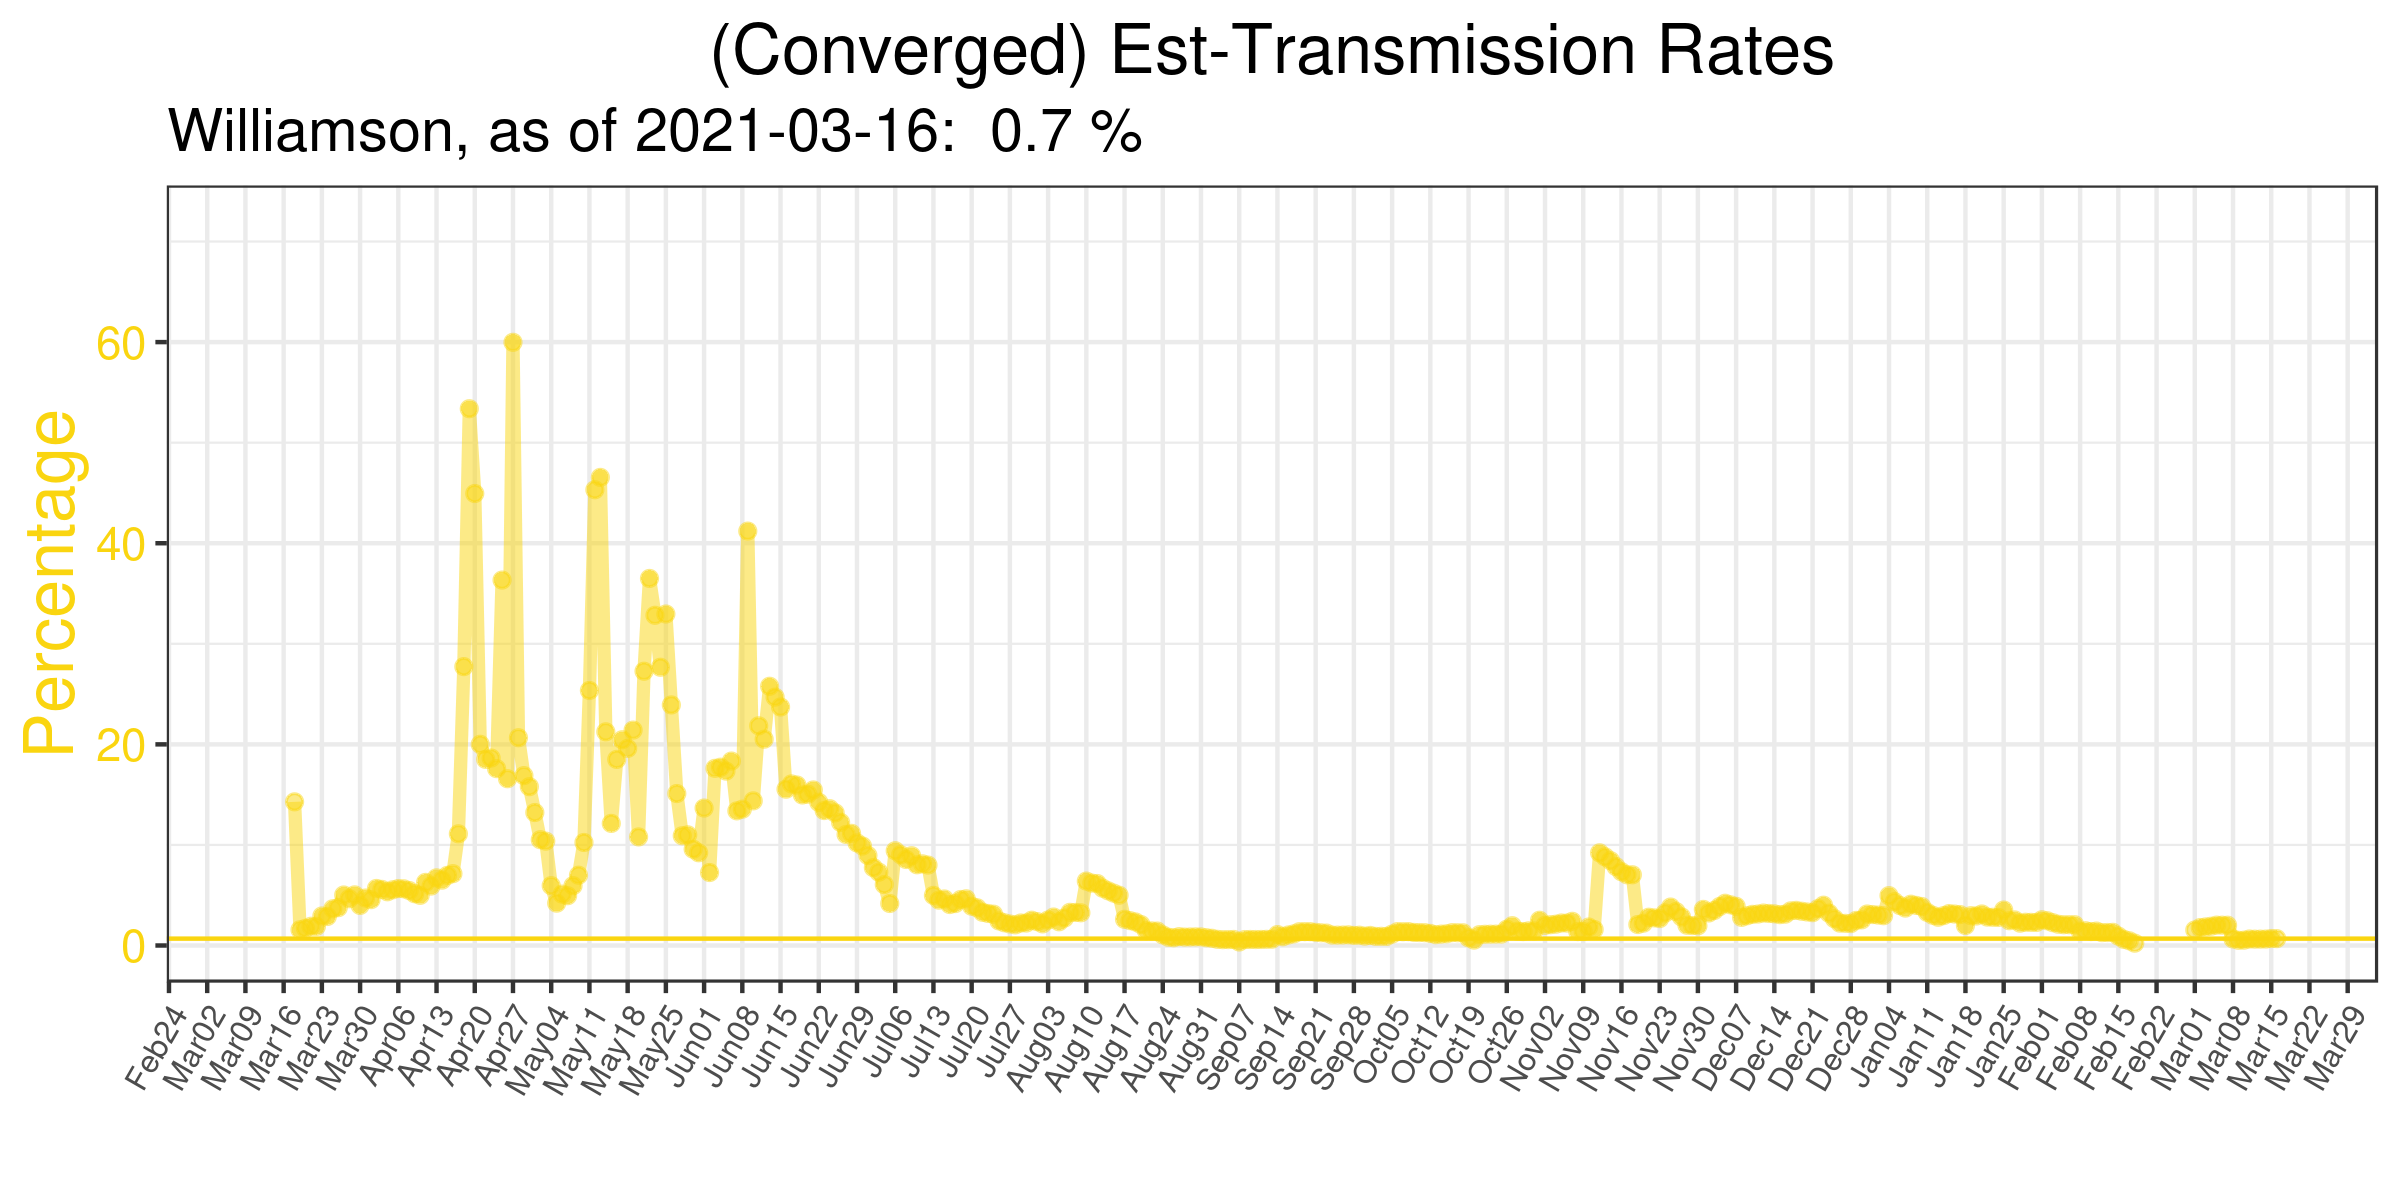 (Converged) Est-Transmission Rates
Williamson, as of 2021-03-16:  0.7 %
Percentage
60
40
20
0
Feb24
Mar02
Mar09
Mar16
Mar23
Mar30
Apr06
Apr13
Apr20
Apr27
May04
May11
May18
May25
Jun01
Jun08
Jun15
Jun22
Jun29
Jul06
Jul13
Jul20
Jul27
Aug03
Aug10
Aug17
Aug24
Aug31
Sep07
Sep14
Sep21
Sep28
Oct05
Oct12
Oct19
Oct26
Nov02
Nov09
Nov16
Nov23
Nov30
Dec07
Dec14
Dec21
Dec28
Jan04
Jan11
Jan18
Jan25
Feb01
Feb08
Feb15
Feb22
Mar01
Mar08
Mar15
Mar22
Mar29